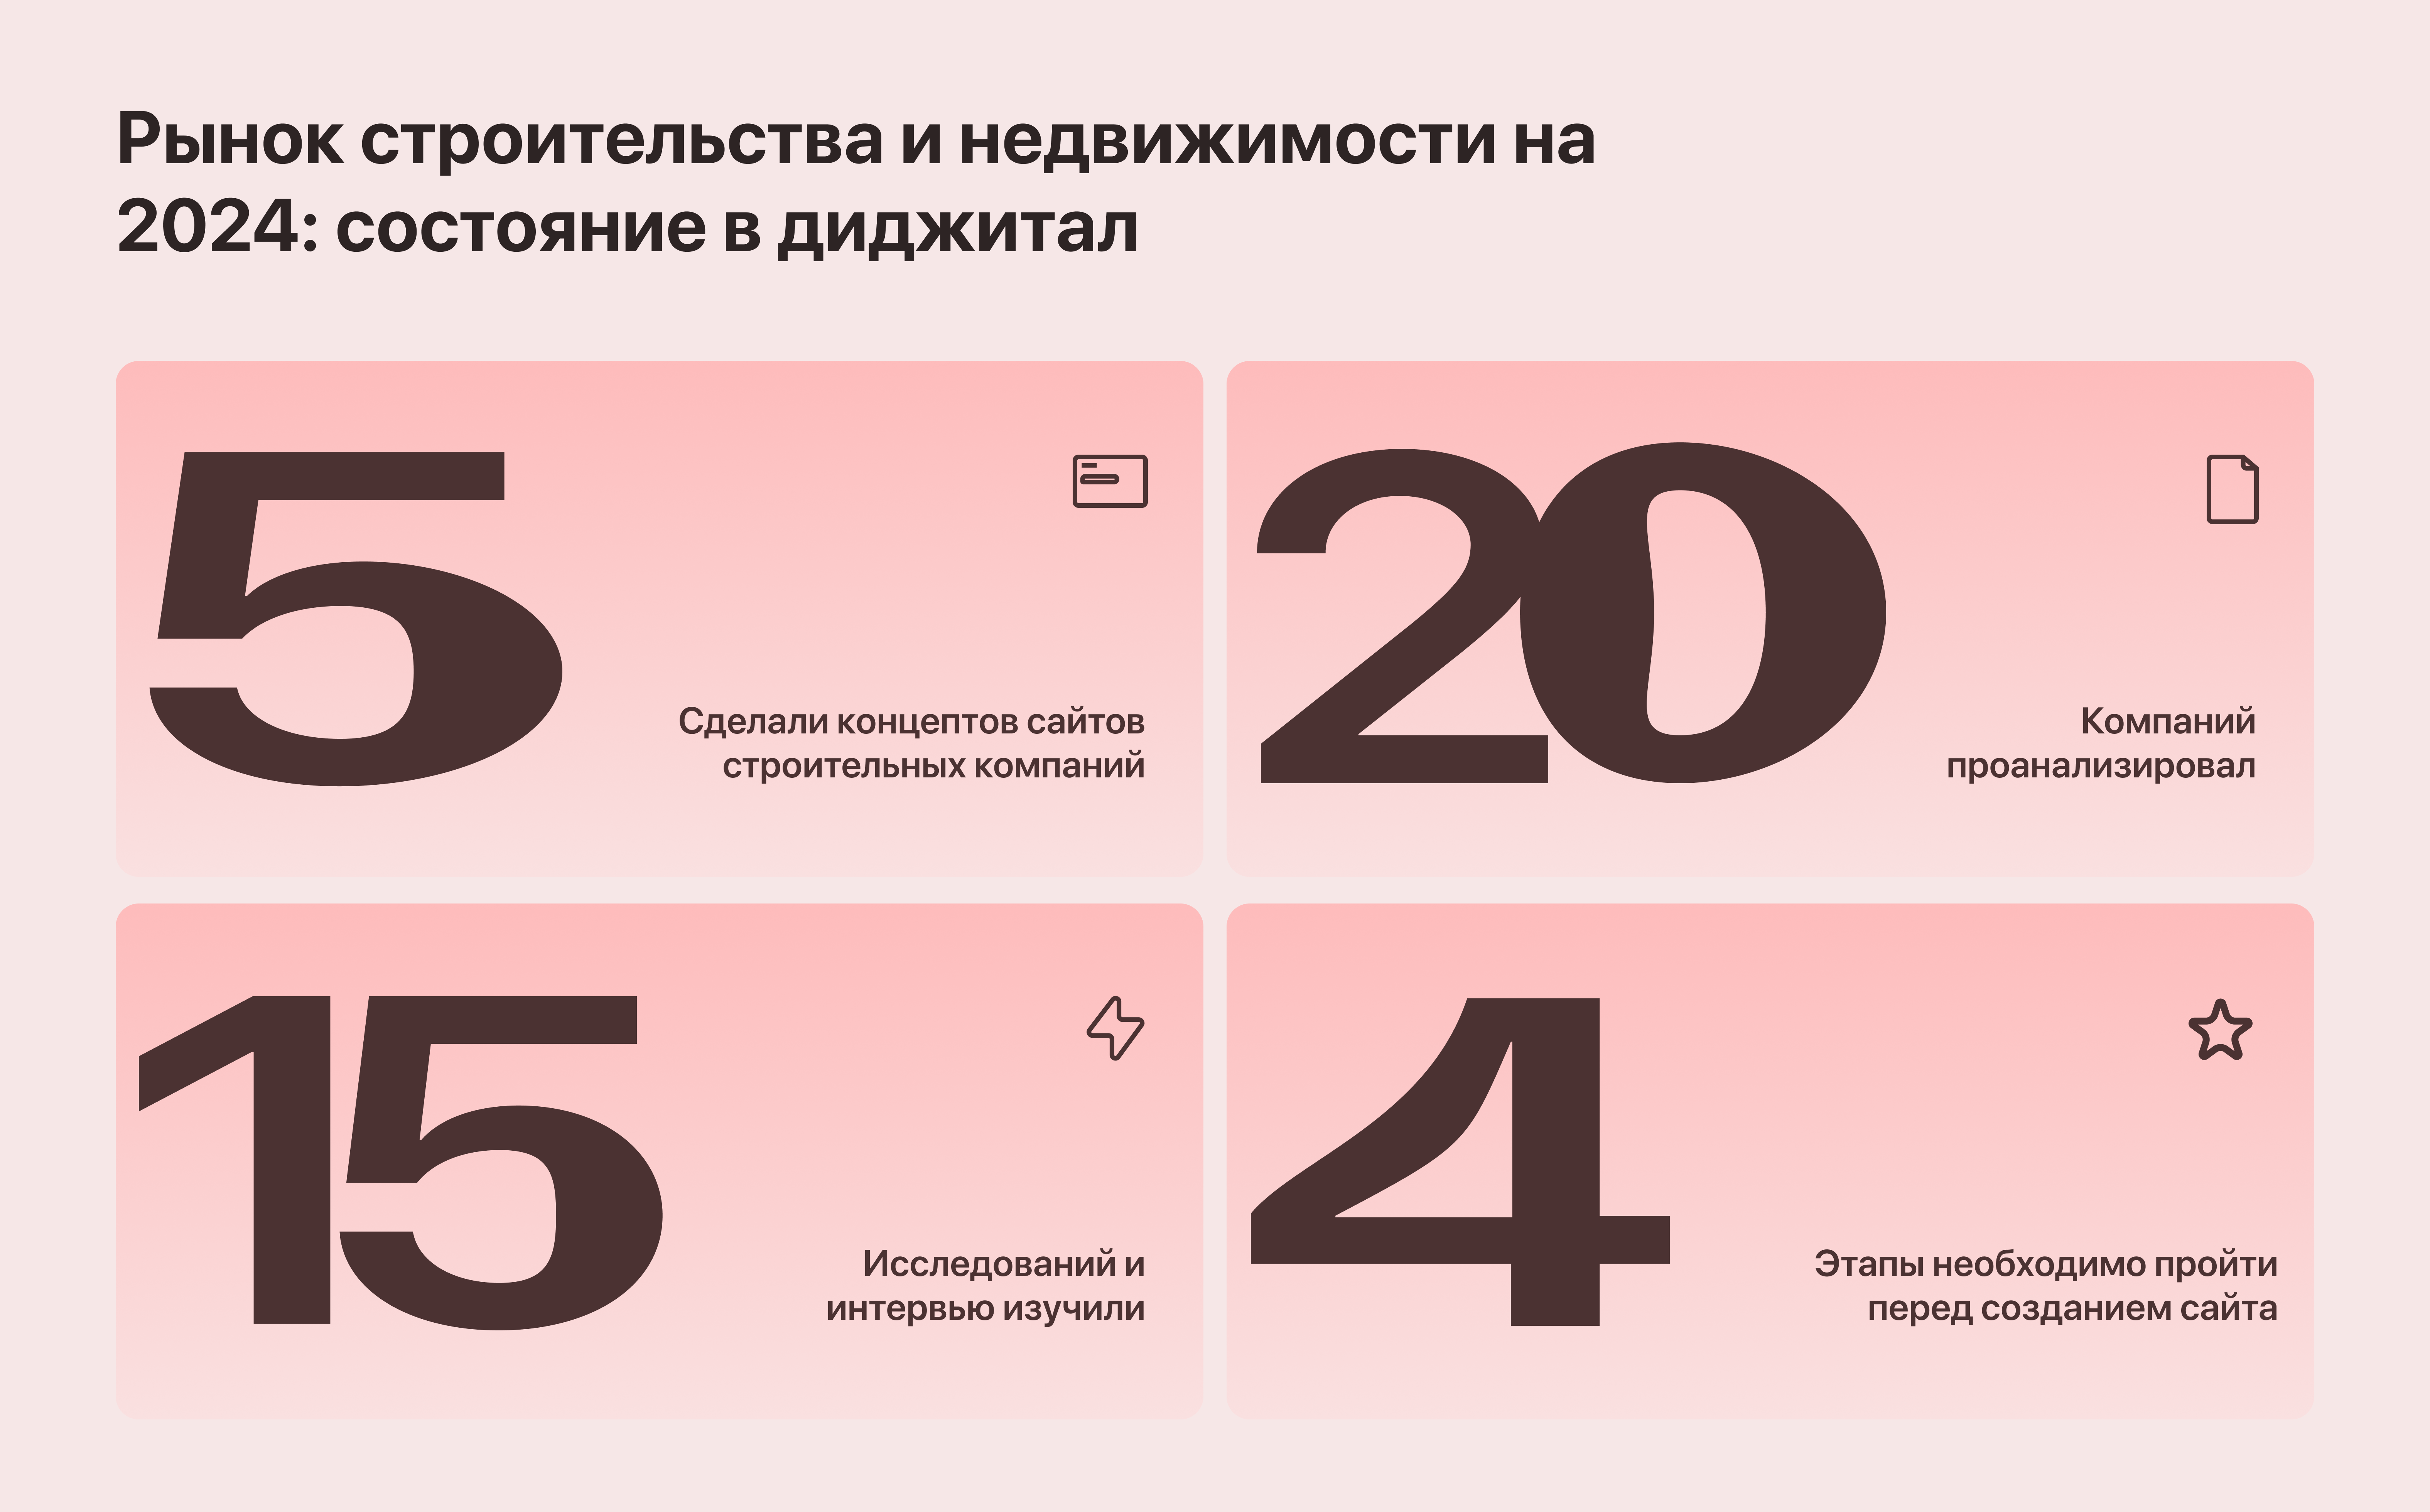 Рынок строительства и недвижимости на
2024: состояние в диджитал
5
Сделали концептов сайтов
строительных компаний
20
Компаний
проанализировал
15
Исследований и
интервью изучили
4
Этапы необходимо пройти
перед созданием сайта